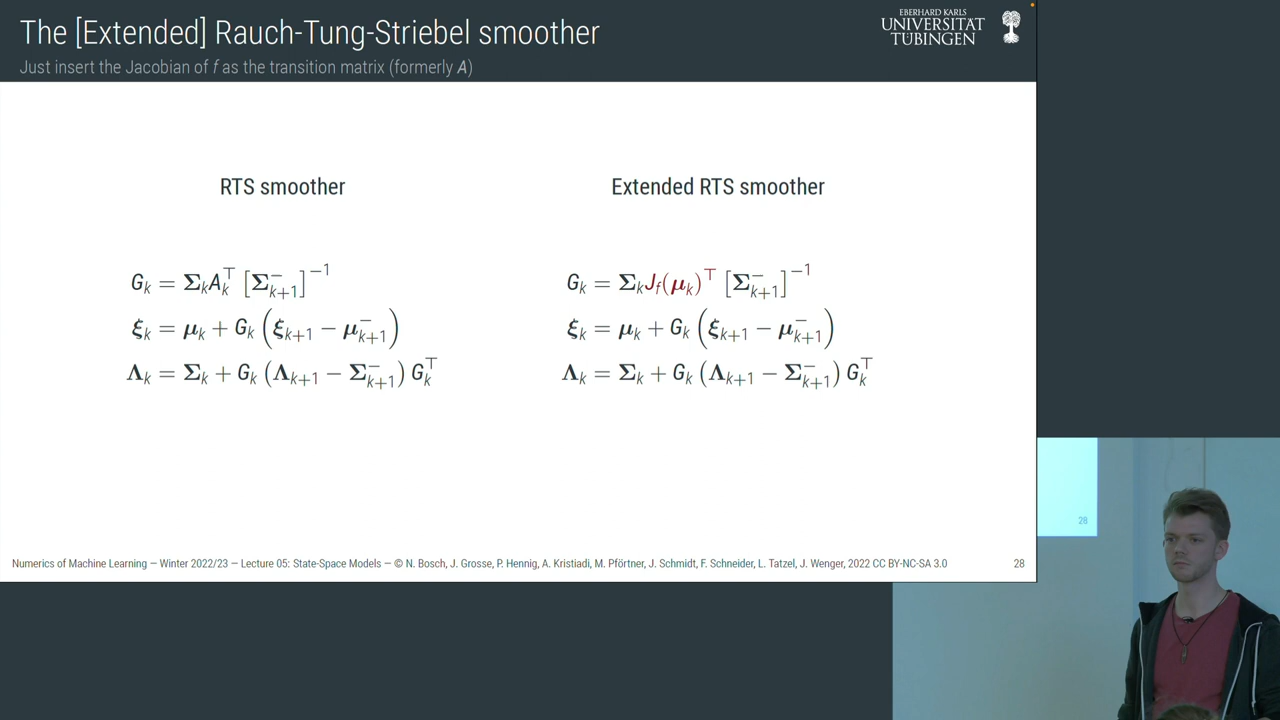 The [Extended] Rauch-Tung-Striebel smoother
Just insert the Jacobian of f as the transition matrix (formerly A)
EBERHARD KARLS
UNIVERSITÄT
TÜBINGEN
RTS smoother
G_k = Σ_k A_k^⊤ [Σ_{k+1}^−]^{−1}
ξ_k = μ_k + G_k (ξ_{k+1} − μ_{k+1}^−)
Λ_k = Σ_k + G_k (Λ_{k+1} − Σ_{k+1}^−) G_k^⊤
Extended RTS smoother
G_k = Σ_k J_f(μ_k)^⊤ [Σ_{k+1}^−]^{−1}
ξ_k = μ_k + G_k (ξ_{k+1} − μ_{k+1}^−)
Λ_k = Σ_k + G_k (Λ_{k+1} − Σ_{k+1}^−) G_k^⊤
Numerics of Machine Learning — Winter 2022/23 — Lecture 05: State-Space Models — © N. Bosch, J. Grosse, P. Hennig, A. Kristiadi, M. Pförtner, J. Schmidt, F. Schneider, L. Tatzel, J. Wenger, 2022 CC BY-NC-SA 3.0
28
28